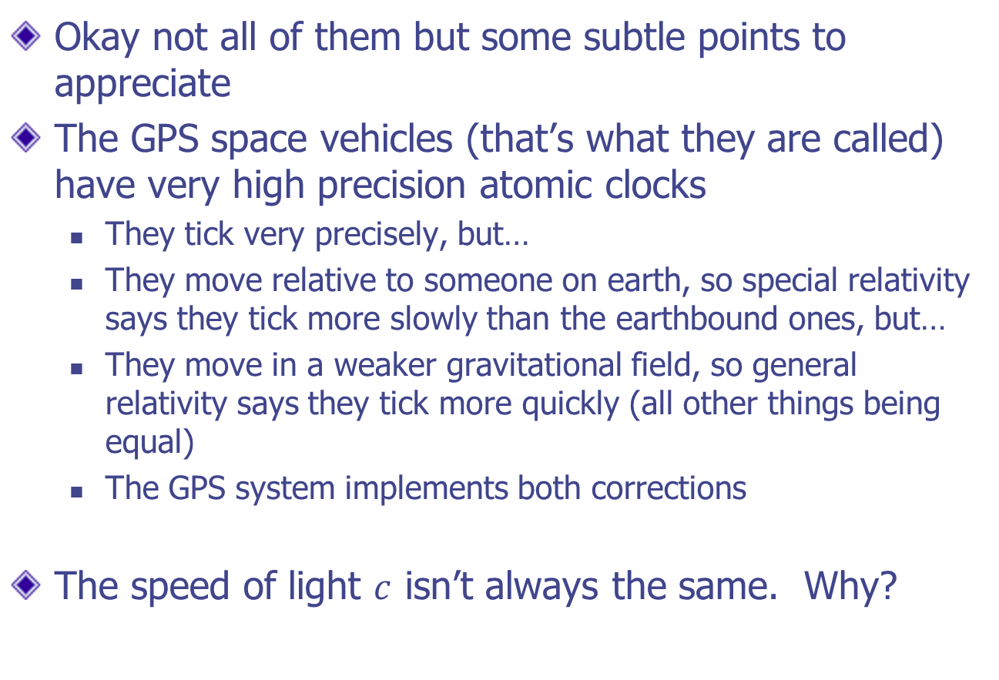 Okay not all of them but some subtle points to
appreciate
The GPS space vehicles (that’s what they are called)
have very high precision atomic clocks
They tick very precisely, but…
They move relative to someone on earth, so special relativity
says they tick more slowly than the earthbound ones, but…
They move in a weaker gravitational field, so general
relativity says they tick more quickly (all other things being
equal)
The GPS system implements both corrections
The speed of light c isn’t always the same.  Why?